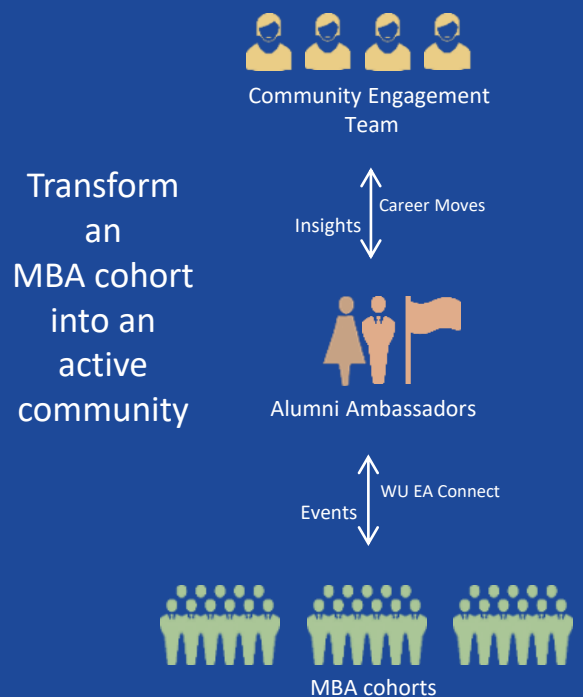 Community Engagement
Team
Transform
an
MBA cohort
into an
active
community
Career Moves
Insights
Alumni Ambassadors
WU EA Connect
Events
MBA cohorts